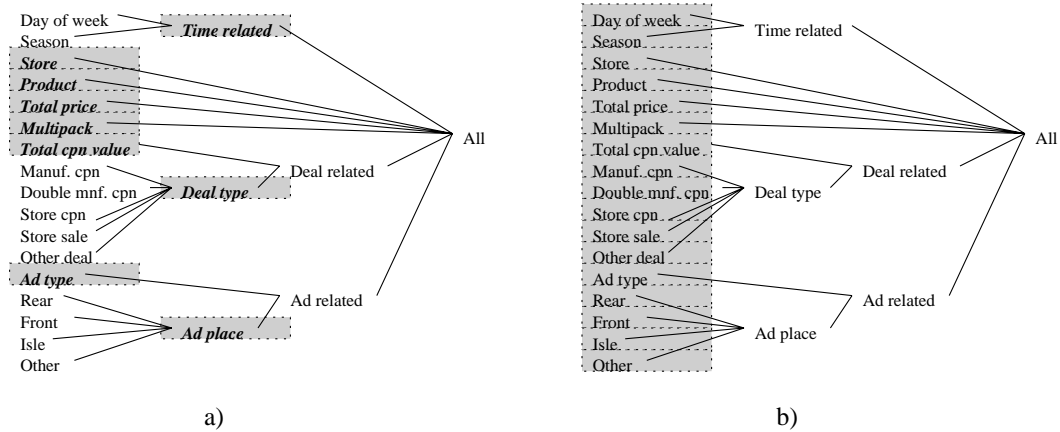 Day of week
Time related
Season
Store
Product
Total price
Multipack
All
Total cpn value
Manuf. cpn
Deal related
Double mnf. cpn
Deal type
Store cpn
Store sale
Other deal
Ad type
Rear
Ad related
Front
Ad place
Isle
Other
a)
Day of week
Time related
Season
Store
Product
Total price
Multipack
All
Total cpn value
Manuf. cpn
Deal related
Double mnf. cpn
Deal type
Store cpn
Store sale
Other deal
Ad type
Rear
Ad related
Front
Ad place
Isle
Other
b)